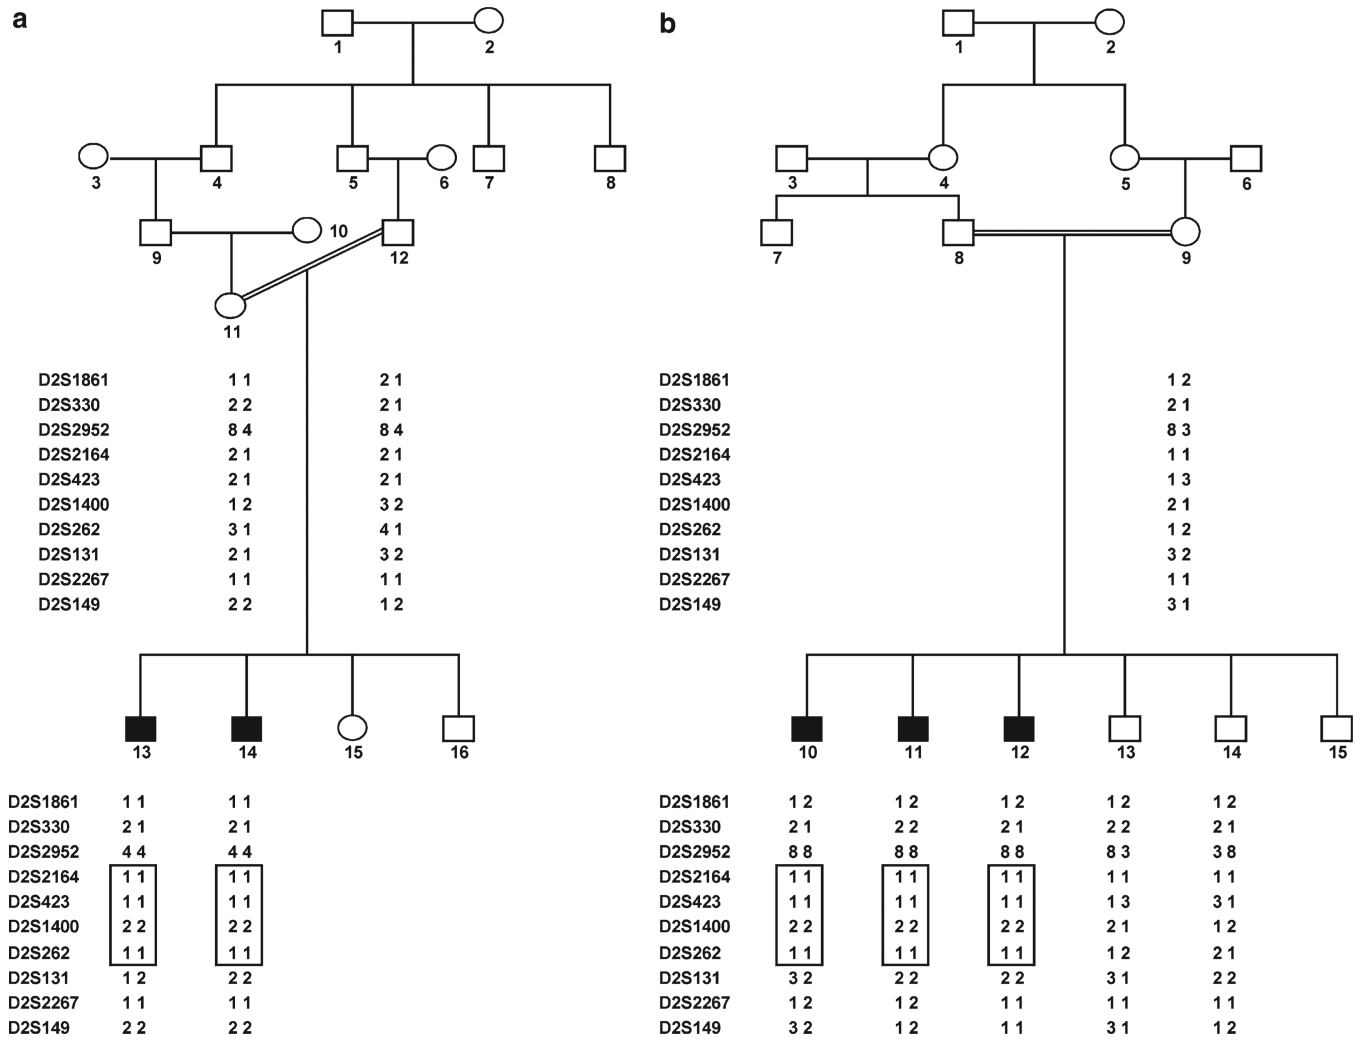 a b
1 2 1 2
3 4 5 6 7 8 3 4 5 6
9 10 12 7 8 9
11
D2S1861 1 1 2 1 D2S1861 1 2
D2S330 2 2 2 1 D2S330 2 1
D2S2952 8 4 8 4 D2S2952 8 3
D2S2164 2 1 2 1 D2S2164 1 1
D2S423 2 1 2 1 D2S423 1 3
D2S1400 1 2 3 2 D2S1400 2 1
D2S262 3 1 4 1 D2S262 1 2
D2S131 2 1 3 2 D2S131 3 2
D2S2267 1 1 1 1 D2S2267 1 1
D2S149 2 2 1 2 D2S149 3 1
13 14 15 16 10 11 12 13 14 15
D2S1861 1 1 1 1 D2S1861 1 2 1 2 1 2 1 2 1 2
D2S330 2 1 2 1 D2S330 2 1 2 2 2 1 2 2 2 1
D2S2952 4 4 4 4 D2S2952 8 8 8 8 8 8 8 3 3 8
D2S2164 1 1 1 1 D2S2164 1 1 1 1 1 1 1 1 1 1
D2S423 1 1 1 1 D2S423 1 1 1 1 1 1 1 3 3 1
D2S1400 2 2 2 2 D2S1400 2 2 2 2 2 2 2 1 1 2
D2S262 1 1 1 1 D2S262 1 1 1 1 1 1 1 2 2 1
D2S131 1 2 2 2 D2S131 3 2 2 2 2 2 3 1 2 2
D2S2267 1 1 1 1 D2S2267 1 2 1 2 1 1 1 1 1 1
D2S149 2 2 2 2 D2S149 3 2 1 2 1 1 3 1 1 2